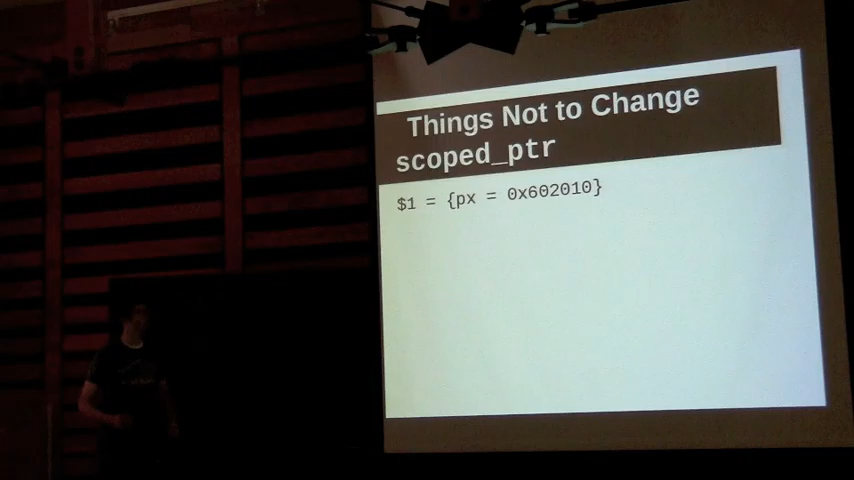 Things Not to Change
scoped_ptr
$1 = {px = 0x602010}